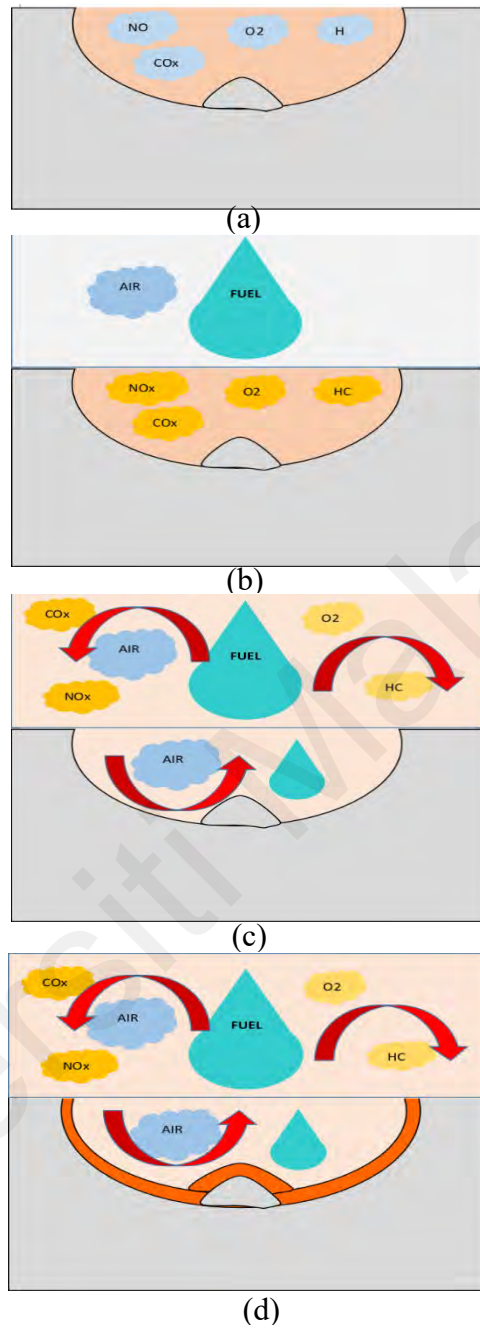 NO
O2
H
COx
(a)
AIR
FUEL
NOx
O2
HC
COx
(b)
COx
O2
AIR
FUEL
NOx
HC
AIR
(c)
COx
O2
AIR
FUEL
NOx
HC
AIR
(d)